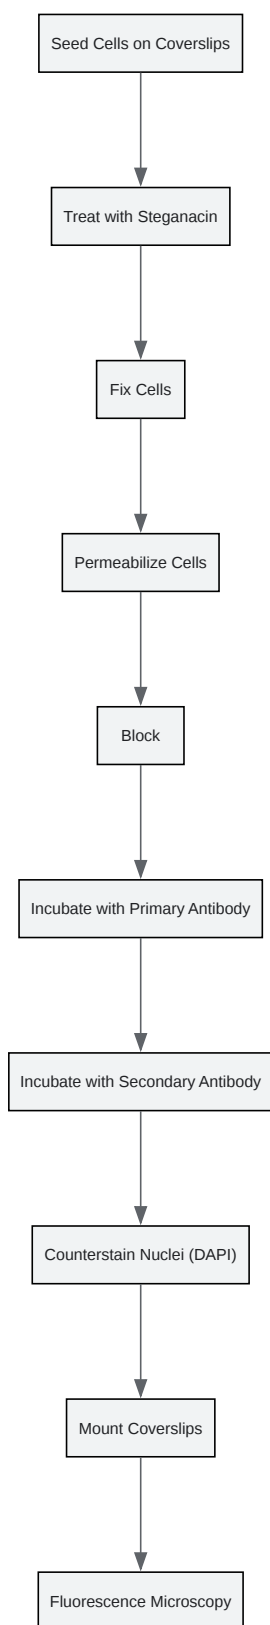 Seed Cells on Coverslips
Treat with Steganacin
Fix Cells
Permeabilize Cells
Block
Incubate with Primary Antibody
Incubate with Secondary Antibody
Counterstain Nuclei (DAPI)
Mount Coverslips
Fluorescence Microscopy